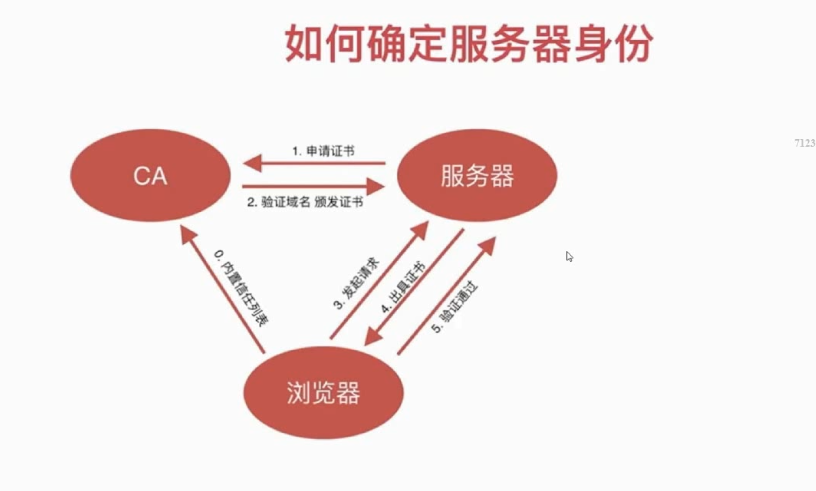 如何确定服务器身份
7123
CA
1. 申请证书
服务器
2. 验证域名 颁发证书
0. 内置信任列表
3. 发起请求
4. 出具证书
5. 验证通过
浏览器